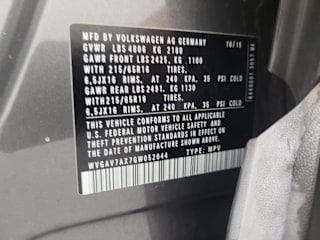 MFD.BY VOLKSWAGEN AG GERMANY 10/15
GVWR LBS 4806 KG 2180
GAWR FRONT LBS 2425, KG 1100
WITH 215/65R16 TIRES,
6,5JX16 RIMS, AT 240 KPA, 35 PSI COLD
GAWR REAR LBS 2491, KG 1130
WITH 215/65R16 TIRES,
6,5JX16 RIMS, AT 240 KPA, 35 PSI COLD
THIS VEHICLE CONFORMS TO ALL APPLICABLE
U.S. FEDERAL MOTOR VEHICLE SAFETY
STANDARDS IN EFFECT ON THE DATE OF
MANUFACTURE SHOWN ABOVE
WVGAV7AX7GW052044 TYPE: MPV